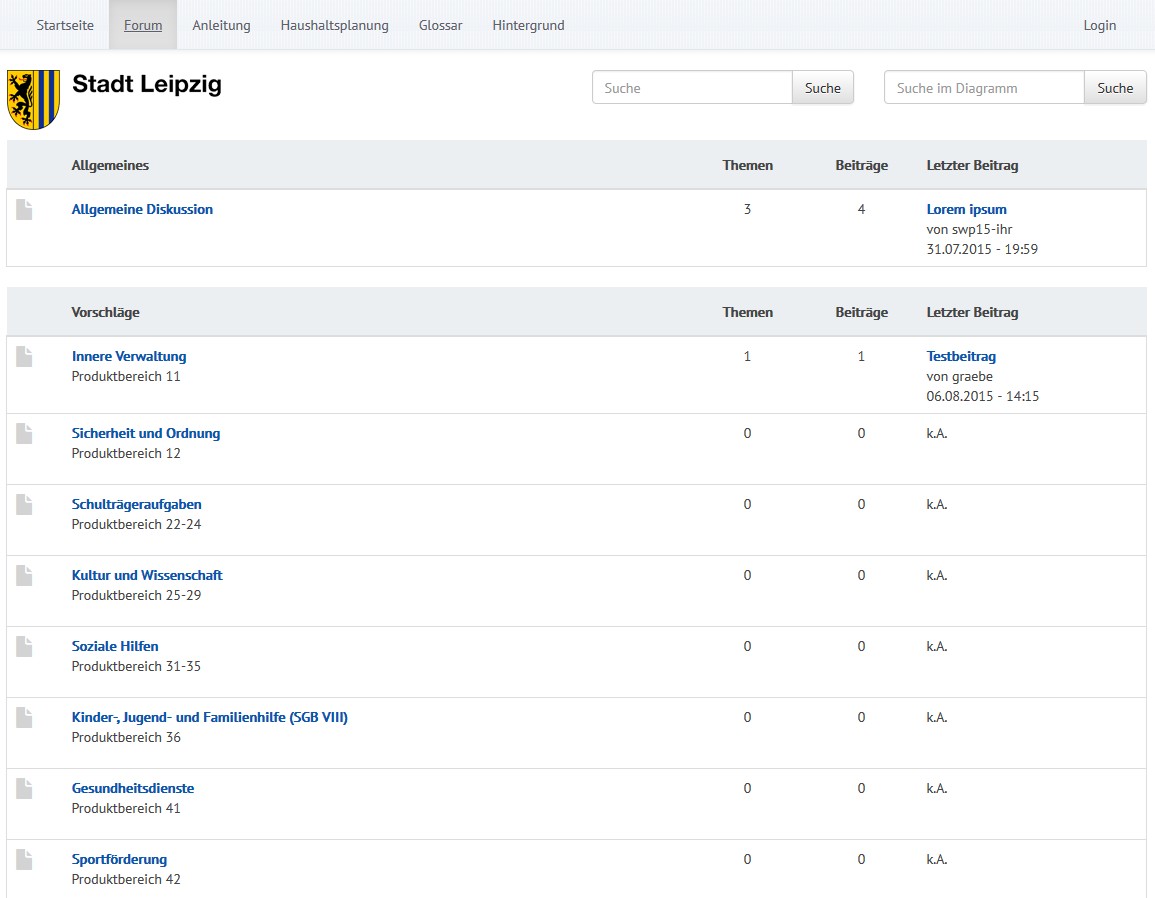 Startseite Forum Anleitung Haushaltsplanung Glossar Hintergrund Login
Stadt Leipzig
Suche Suche Suche im Diagramm Suche
Allgemeines Themen Beiträge Letzter Beitrag
Allgemeine Diskussion 3 4 Lorem ipsum
von swp15-ihr
31.07.2015 - 19:59
Vorschläge Themen Beiträge Letzter Beitrag
Innere Verwaltung 1 1 Testbeitrag
Produktbereich 11 von graebe
06.08.2015 - 14:15
Sicherheit und Ordnung 0 0 k.A.
Produktbereich 12
Schulträgeraufgaben 0 0 k.A.
Produktbereich 22-24
Kultur und Wissenschaft 0 0 k.A.
Produktbereich 25-29
Soziale Hilfen 0 0 k.A.
Produktbereich 31-35
Kinder-, Jugend- und Familienhilfe (SGB VIII) 0 0 k.A.
Produktbereich 36
Gesundheitsdienste 0 0 k.A.
Produktbereich 41
Sportförderung 0 0 k.A.
Produktbereich 42